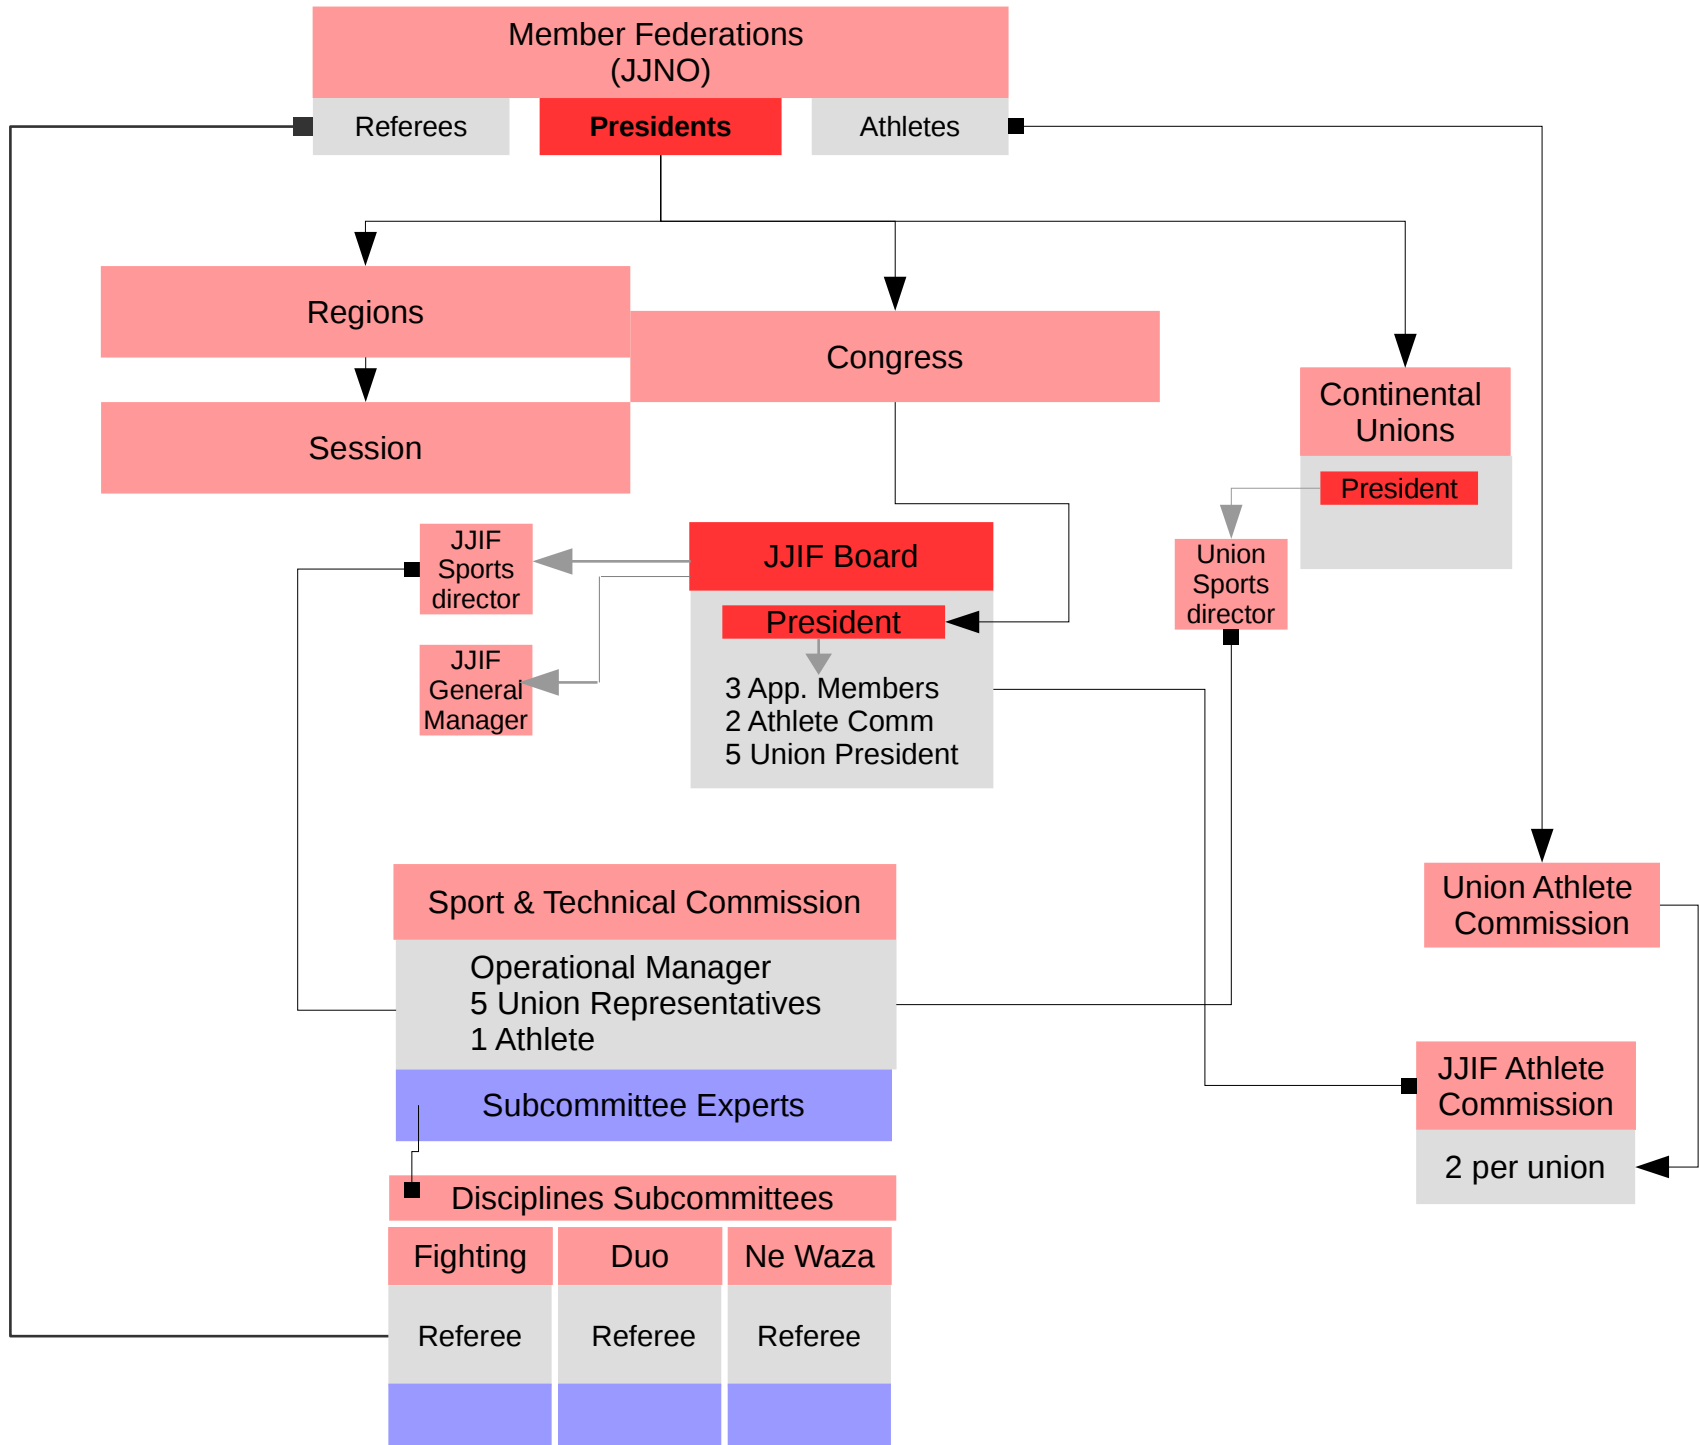 Member Federations
(JJNO)
Referees
Presidents
Athletes
Regions
Congress
Continental
Unions
Session
President
JJIF
Sports
director
JJIF Board
Union
Sports
director
President
JJIF
General
Manager
3 App. Members
2 Athlete Comm
5 Union President
Sport & Technical Commission
Union Athlete
Commission
Operational Manager
5 Union Representatives
1 Athlete
JJIF Athlete
Commission
Subcommittee Experts
2 per union
Disciplines Subcommittees
Fighting
Duo
Ne Waza
Referee
Referee
Referee